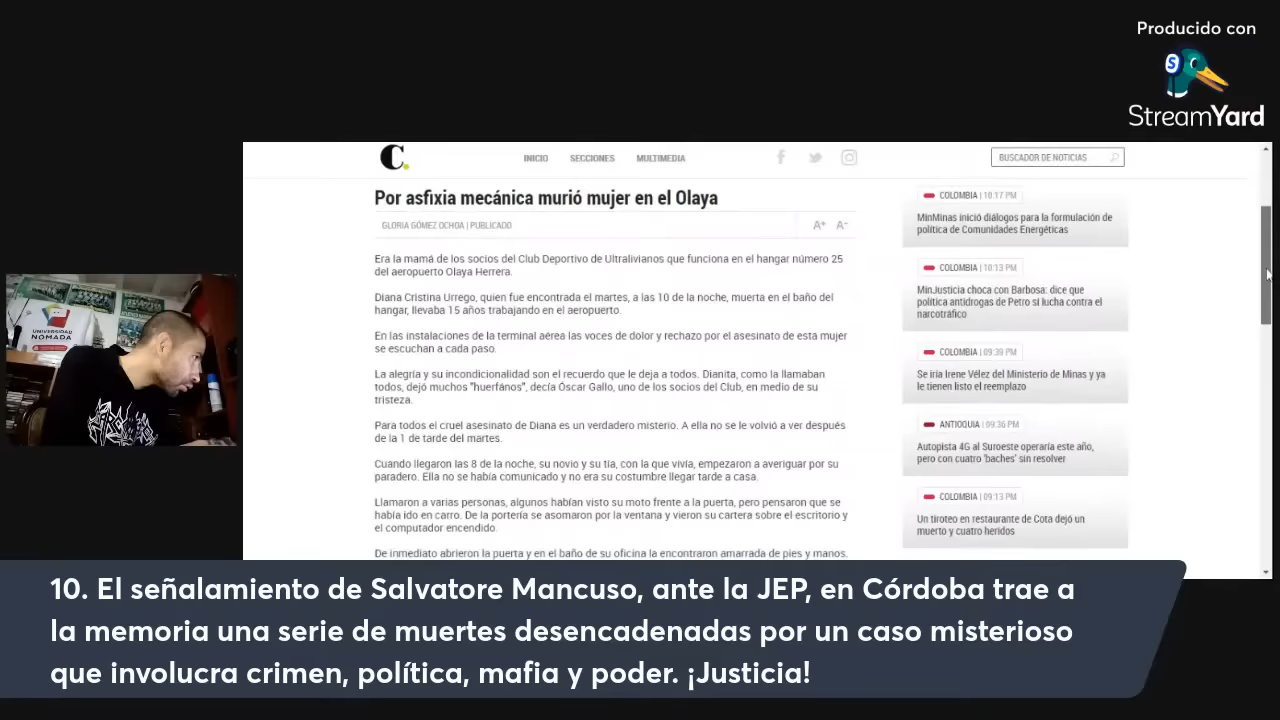 Producido con
StreamYard
C.
INICIO
SECCIONES
MULTIMEDIA
BUSCADOR DE NOTICIAS
Por asfixia mecánica murió mujer en el Olaya
GLORIA GÓMEZ OCHOA | PUBLICADO
A+ A-
Era la mamá de los socios del Club Deportivo de Ultralivianos que funciona en el hangar número 25
del aeropuerto Olaya Herrera.
Diana Cristina Urrego, quien fue encontrada el martes, a las 10 de la noche, muerta en el baño del
hangar, llevaba 15 años trabajando en el aeropuerto.
En las instalaciones de la terminal aérea las voces de dolor y rechazo por el asesinato de esta mujer
se escuchan a cada paso.
La alegría y su incondicionalidad son el recuerdo que le deja a todos. Dianita, como la llamaban
todos, dejó muchos "huerfános", decía Óscar Gallo, uno de los socios del Club, en medio de su
tristeza.
Para todos el cruel asesinato de Diana es un verdadero misterio. A ella no se le volvió a ver después
de la 1 de tarde del martes.
Cuando llegaron las 8 de la noche, su novio y su tía, con la que vivía, empezaron a averiguar por su
paradero. Ella no se había comunicado y no era su costumbre llegar tarde a casa.
Llamaron a varias personas, algunos habían visto su moto frente a la puerta, pero pensaron que se
había ido en carro. De la portería se asomaron por la ventana y vieron su cartera sobre el escritorio y
el computador encendido.
De inmediato abrieron la puerta y en el baño de su oficina la encontraron amarrada de pies y manos.
COLOMBIA | 10:17 PM
MinMinas inició diálogos para la formulación de
política de Comunidades Energéticas
COLOMBIA | 10:13 PM
MinJusticia choca con Barbosa: dice que
política antidrogas de Petro sí lucha contra el
narcotráfico
COLOMBIA | 09:39 PM
Se iría Irene Vélez del Ministerio de Minas y ya
le tienen listo el reemplazo
ANTIOQUIA | 09:36 PM
Autopista 4G al Suroeste operaría este año,
pero con cuatro 'baches' sin resolver
COLOMBIA | 09:13 PM
Un tiroteo en restaurante de Cota dejó un
muerto y cuatro heridos
UNIVERSIDAD
NOMADA
10. El señalamiento de Salvatore Mancuso, ante la JEP, en Córdoba trae a
la memoria una serie de muertes desencadenadas por un caso misterioso
que involucra crimen, política, mafia y poder. ¡Justicia!